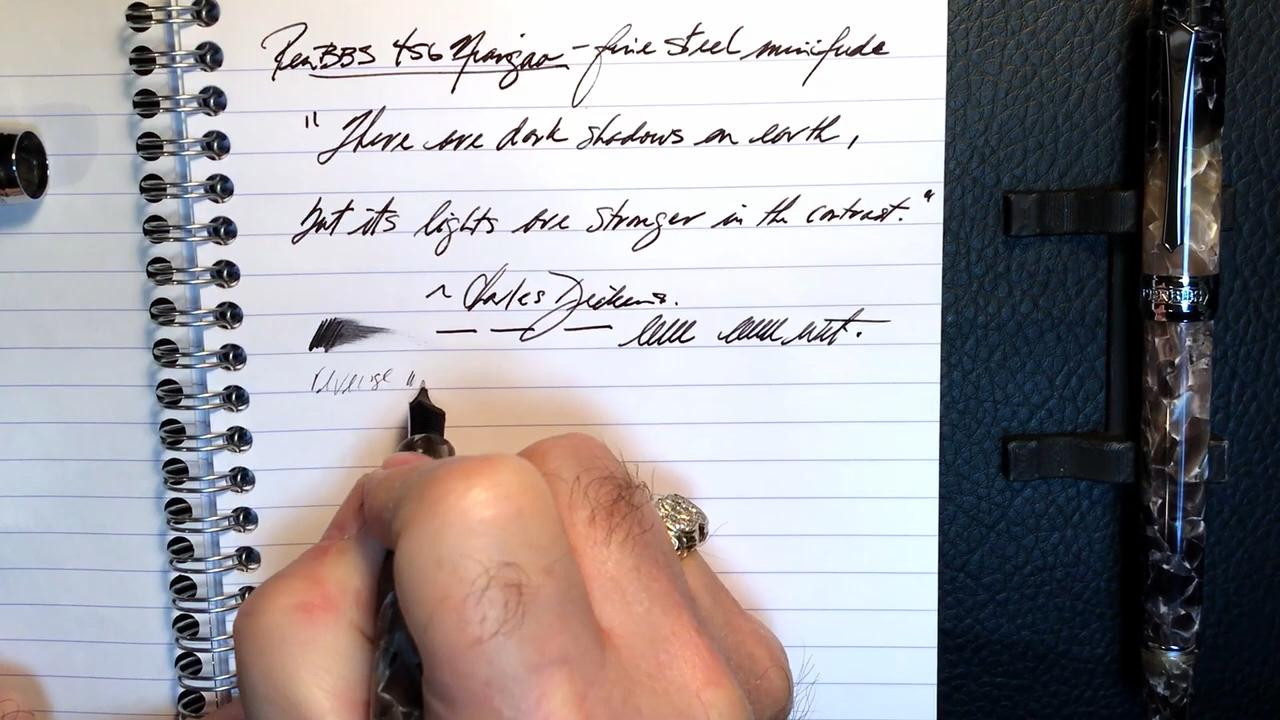 PenBBS 456 - fine steel minifude
"There are dark shadows on earth,
but its lights are stronger in the contrast."
~ Charles Dickens.
wet.
reverse "
PENBBS